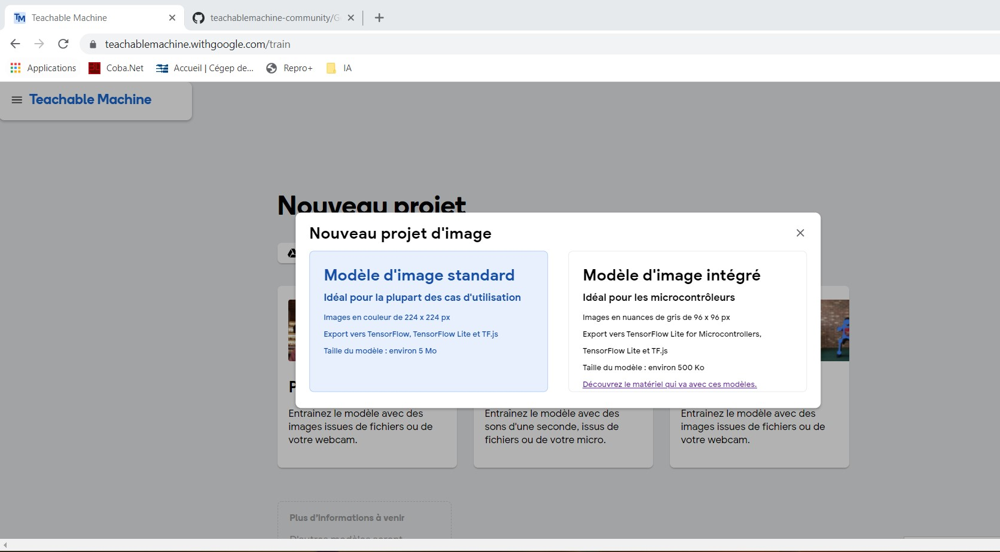 Teachable Machine
teachablemachine-community/G
teachablemachine.withgoogle.com/train
Applications
Coba.Net
Accueil | Cégep de...
Repro+
IA
Teachable Machine
Nouveau projet
Nouveau projet d'image
Modèle d'image standard
Idéal pour la plupart des cas d'utilisation
Images en couleur de 224 x 224 px
Export vers TensorFlow, TensorFlow Lite et TF.js
Taille du modèle : environ 5 Mo
Modèle d'image intégré
Idéal pour les microcontrôleurs
Images en nuances de gris de 96 x 96 px
Export vers TensorFlow Lite for Microcontrollers,
TensorFlow Lite et TF.js
Taille du modèle : environ 500 Ko
Découvrez le matériel qui va avec ces modèles.
P
Entraînez le modèle avec des
images issues de fichiers ou de
votre webcam.
Entraînez le modèle avec des
sons d'une seconde, issus de
fichiers ou de votre micro.
Entraînez le modèle avec des
images issues de fichiers ou de
votre webcam.
Plus d'informations à venir
D'autres modèles seront